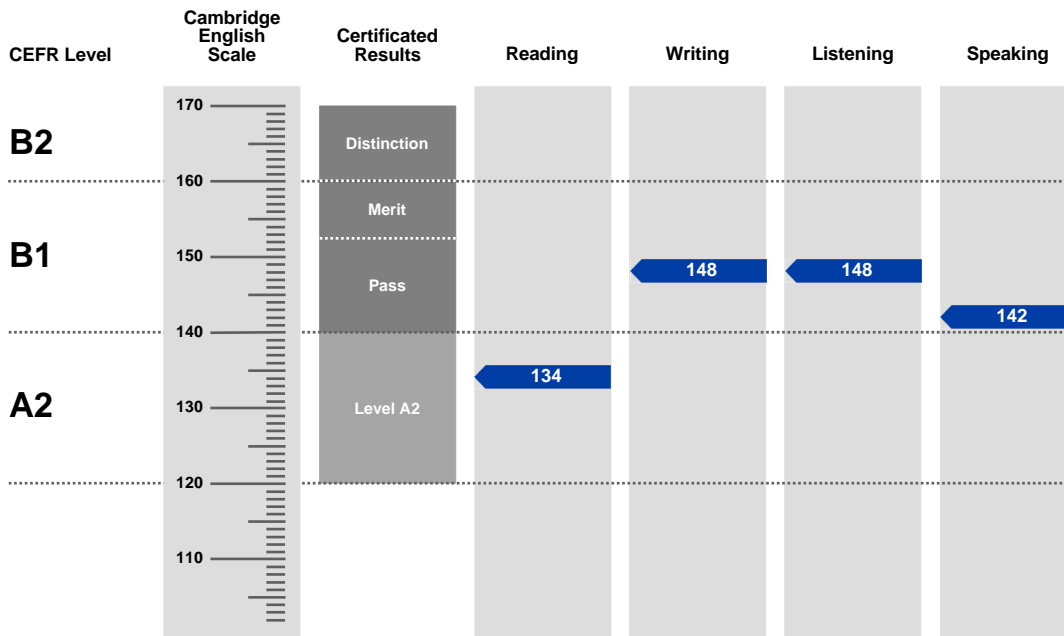 CEFR Level
Cambridge
English
Scale
Certificated
Results
Reading
Writing
Listening
Speaking
170
B2
Distinction
160
Merit
B1
150
148
148
Pass
142
140
134
A2
130
Level A2
120
110